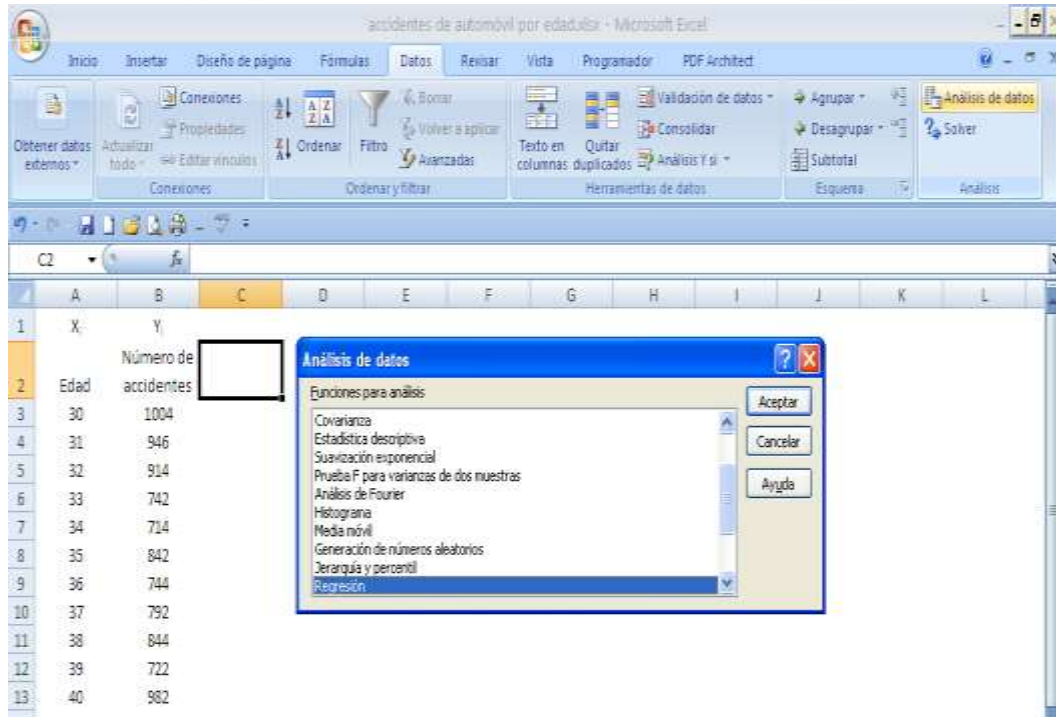 accidentes de automóvil por edad.xlsx - Microsoft Excel
Inicio Insertar Diseño de página Fórmulas Datos Revisar Vista Programador PDF Architect
Obtener datos externos
Actualizar todo
Conexiones
Propiedades
Editar vínculos
Conexiones
Ordenar
Filtro
Borrar
Volver a aplicar
Avanzadas
Ordenar y filtrar
Texto en columnas
Quitar duplicados
Validación de datos
Consolidar
Análisis Y si
Herramientas de datos
Agrupar
Desagrupar
Subtotal
Esquema
Análisis de datos
Solver
Análisis
C2 fx
A B C D E F G H I J K L
1 X Y
Número de
2 Edad accidentes
3 30 1004
4 31 946
5 32 914
6 33 742
7 34 714
8 35 842
9 36 744
10 37 792
11 38 844
12 39 722
13 40 982
Análisis de datos
Funciones para análisis
Covarianza
Estadística descriptiva
Suavización exponencial
Prueba F para varianzas de dos muestras
Análisis de Fourier
Histograma
Media móvil
Generación de números aleatorios
Jerarquía y percentil
Regresión
Aceptar
Cancelar
Ayuda